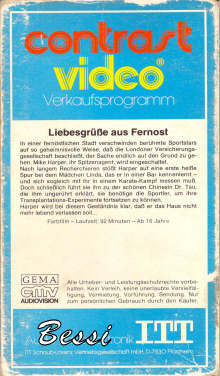 contrast
video®
Verkaufsprogramm
Liebesgrüße aus Fernost
In einer fernöstlichen Stadt verschwinden berühmte Sportstars
auf so geheimnisvolle Weise, daß die Londoner Versicherungs-
gesellschaft beschließt, der Sache endlich auf den Grund zu ge-
hen. Mike Harper, ihr Spitzenagent, wird eingeschaltet.
Nach langem Recherchieren stößt Harper auf eine erste heiße
Spur bei dem Mädchen Linda, das er in einer Bar kennenlernt —
und sich sogleich mit ihr in einem Karate-Kampf messen muß.
Doch schließlich führt sie ihn zu der schönen Chinesin Dr. Tsu,
die ihm ungerührt erklärt, sie benötige die Sportler, um ihre
Transplantations-Experimente fortsetzen zu können.
Harper wird bei diesem Geständnis klar, daß er das Haus nicht
mehr lebend verlassen soll...
Farbfilm – Laufzeit: 92 Minuten – Ab 16 Jahre
GEMA
AUDIOVISION
Alle Urheber- und Leistungsschutzrechte vorbe-
halten. Kein Verleih, keine unerlaubte Vervielfäl-
tigung, Vermietung, Vorführung, Sendung. Nur
zum persönlichen Gebrauch durch den Käufer.
Bessi
ITT